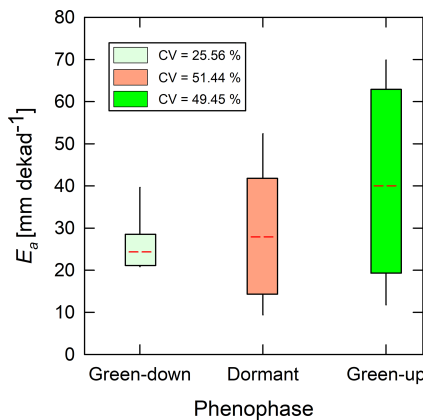 80
70
60
50
40
30
20
10
0
Eₐ [mm dekad⁻¹]
CV = 25.56 %
CV = 51.44 %
CV = 49.45 %
Green-down Dormant Green-up
Phenophase